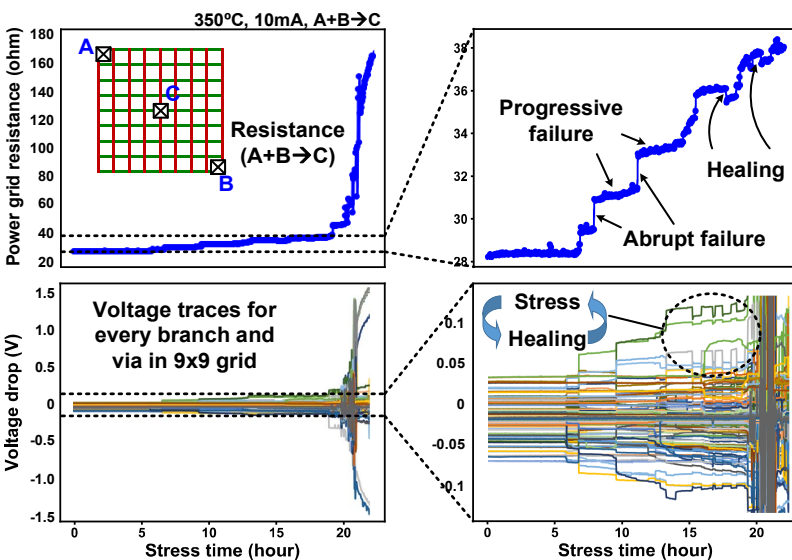 350ºC, 10mA, A+B→C
Power grid resistance (ohm)
180
160
140
120
100
80
60
40
20
A
C
B
Resistance
(A+B→C)
38
36
34
32
30
28
Progressive
failure
Healing
Abrupt failure
Voltage drop (V)
1.5
1.0
0.5
0
-0.5
-1.0
-1.5
Voltage traces for
every branch and
via in 9x9 grid
0
5
10
15
20
Stress time (hour)
0.1
0.05
0
-0.05
-0.1
Stress
Healing
0
5
10
15
20
Stress time (hour)